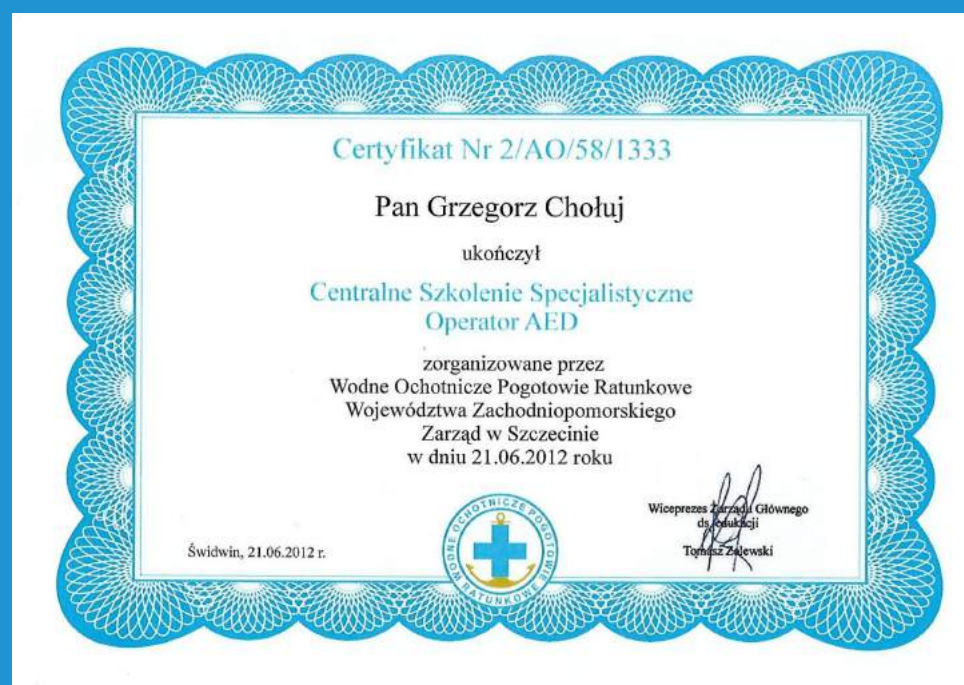 Certyfikat Nr 2/AO/58/1333
Pan Grzegorz Chołuj
ukończył
Centralne Szkolenie Specjalistyczne
Operator AED
zorganizowane przez
Wodne Ochotnicze Pogotowie Ratunkowe
Województwa Zachodniopomorskiego
Zarząd w Szczecinie
w dniu 21.06.2012 roku
Wiceprezes Zarządu Głównego
ds. edukacji
Tomasz Zalewski
Świdwin, 21.06.2012 r.
WODNE OCHOTNICZE POGOTOWIE RATUNKOWE